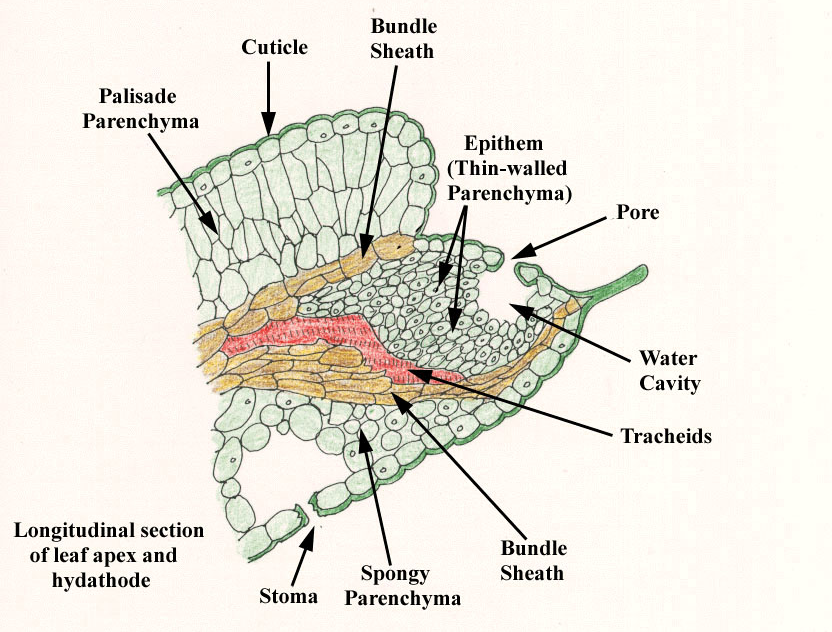 Bundle
Sheath
Cuticle
Palisade
Parenchyma
Epithem
(Thin-walled
Parenchyma)
Pore
Water
Cavity
Tracheids
Longitudinal section
of leaf apex and
hydathode
Stoma
Spongy
Parenchyma
Bundle
Sheath